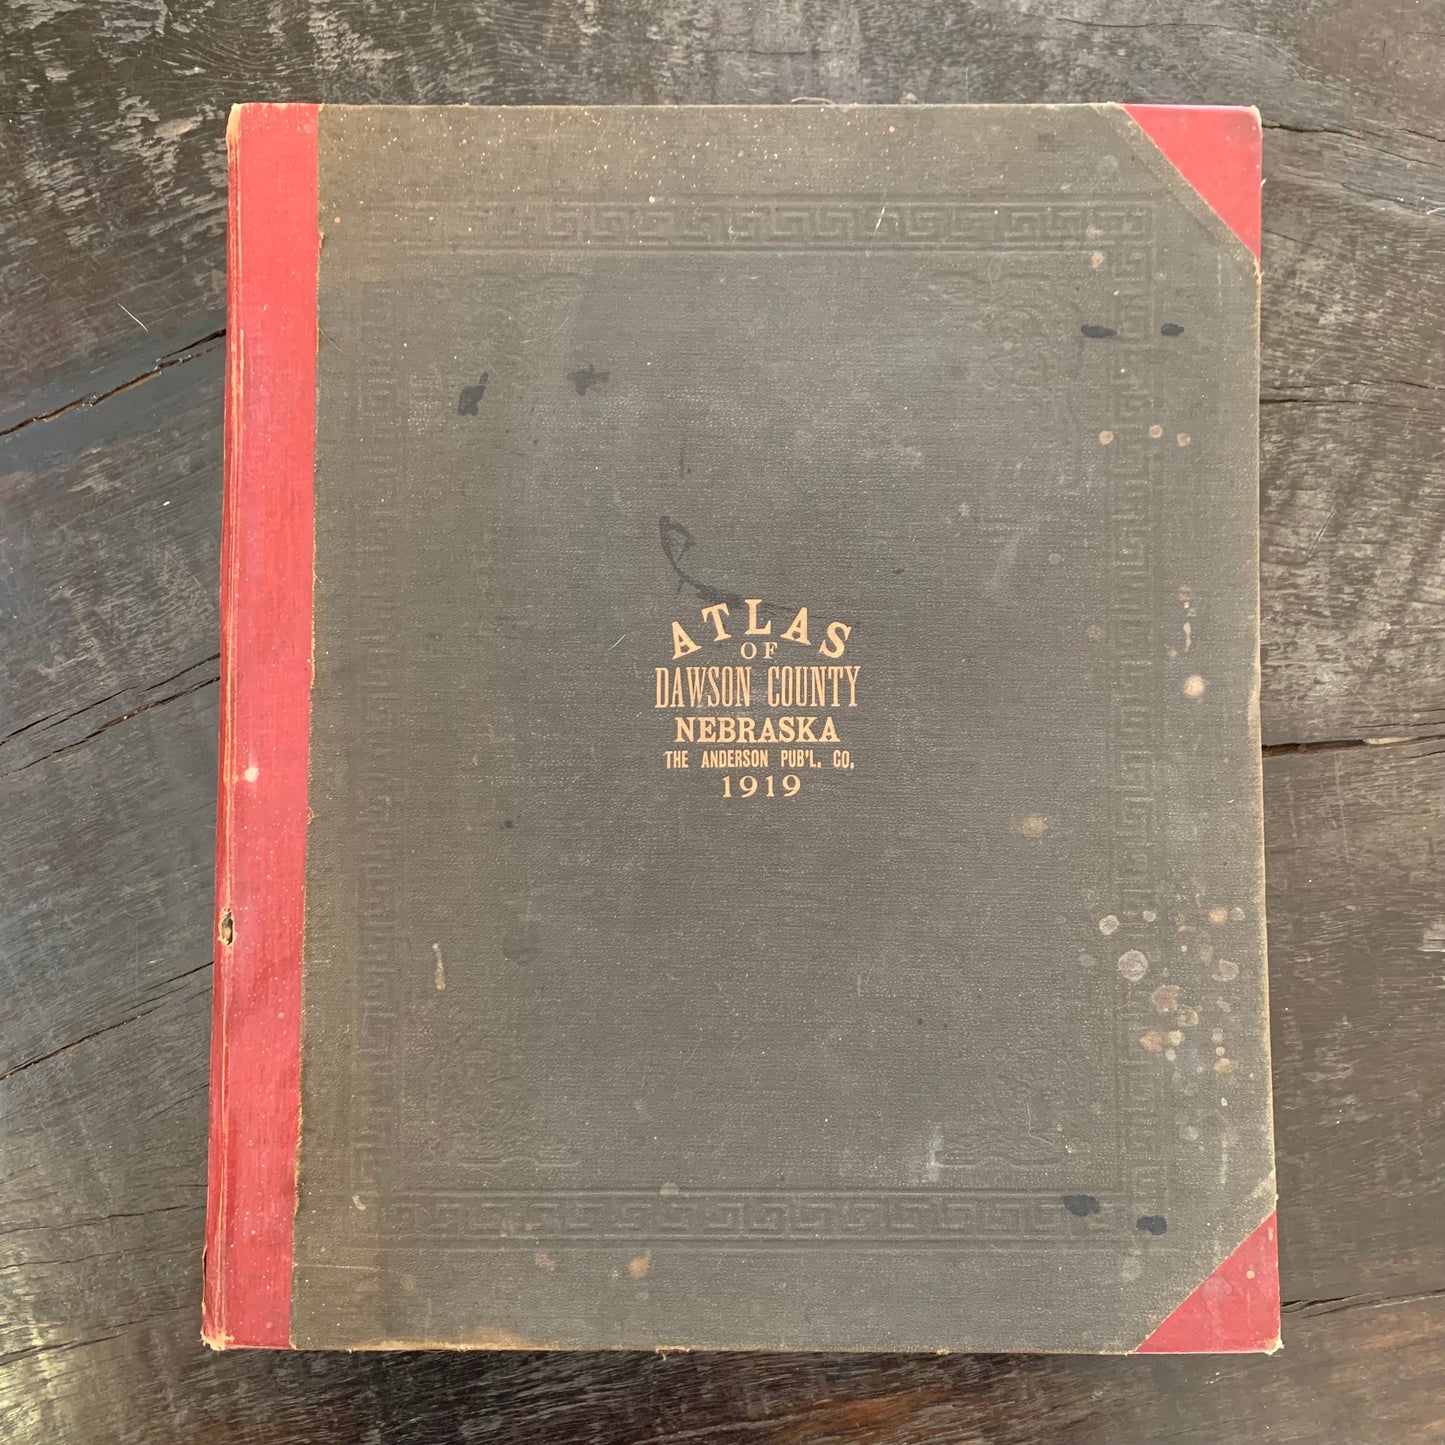 ATLAS
OF
DAWSON COUNTY
NEBRASKA
THE ANDERSON PUB'L, CO,
1919